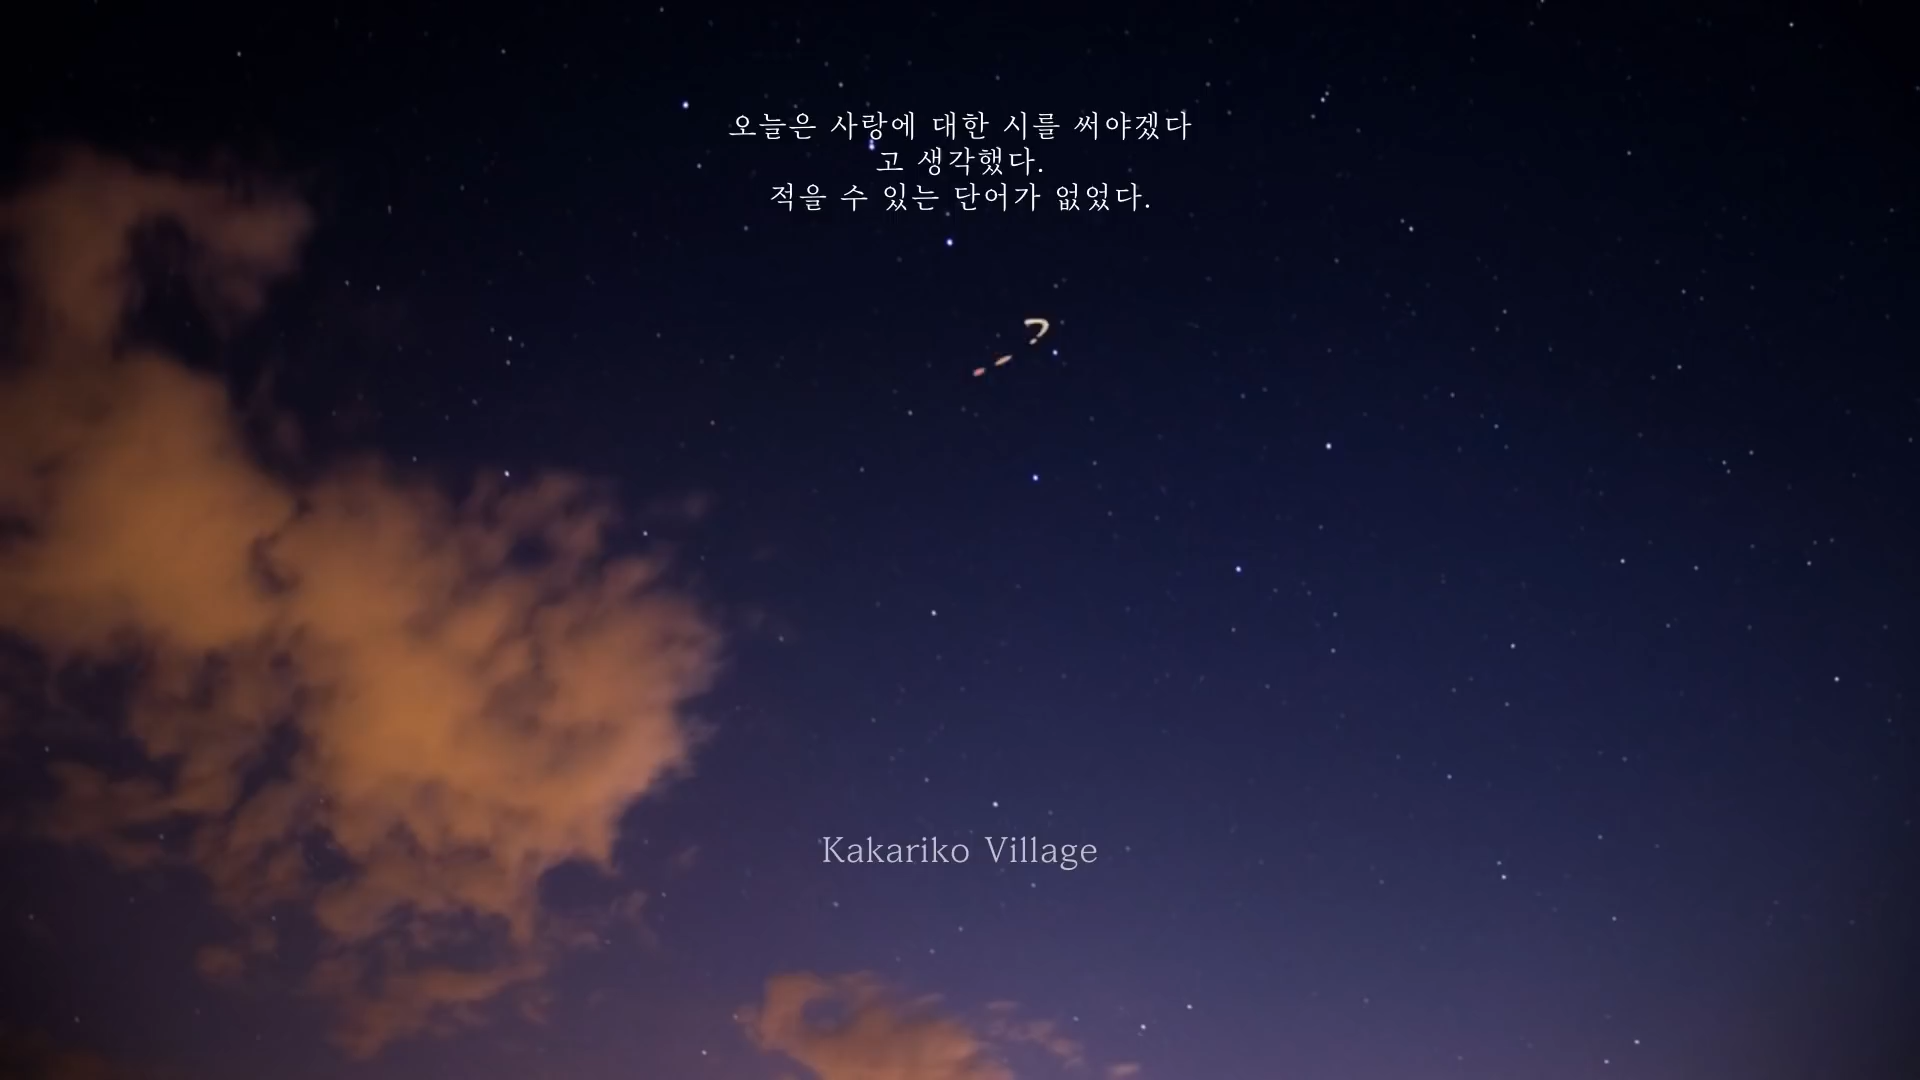 오늘은 사랑에 대한 시를 써야겠다
고 생각했다.
적을 수 있는 단어가 없었다.
Kakariko Village